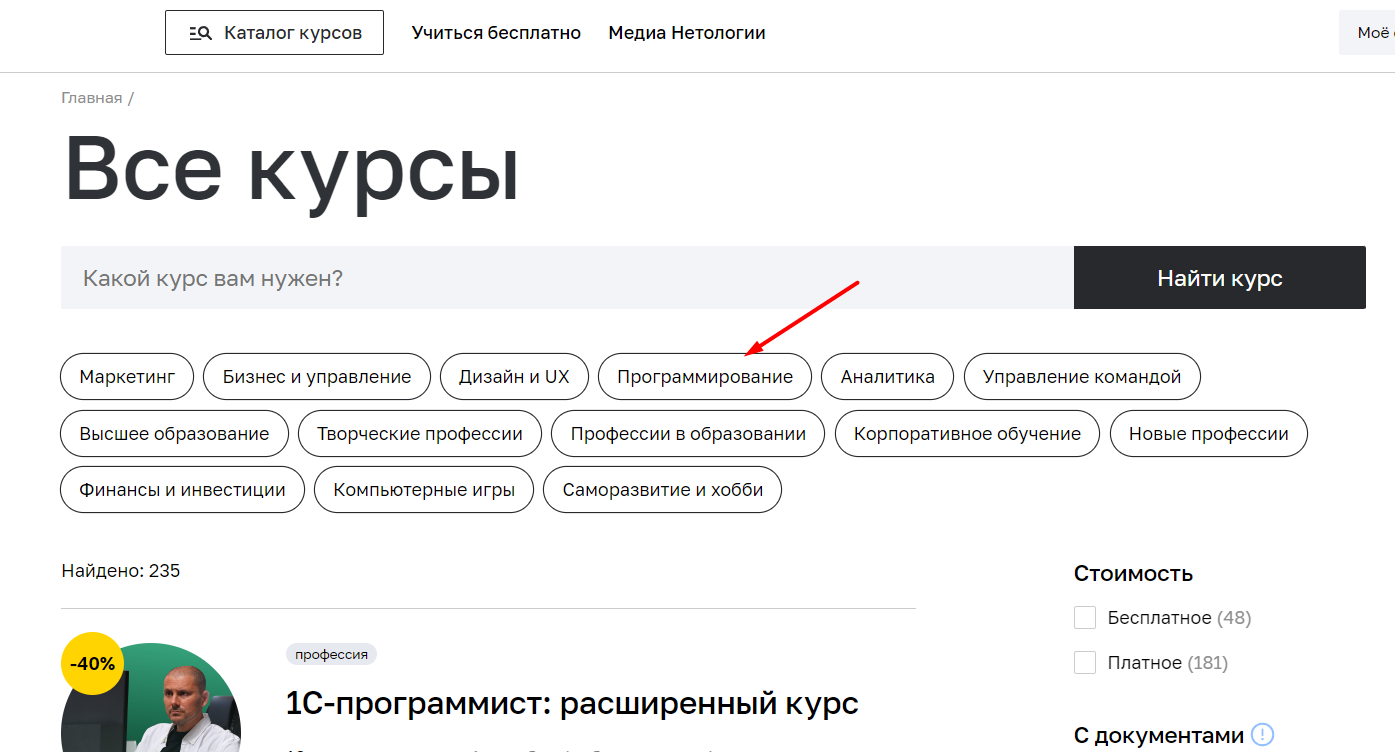 Каталог курсов Учиться бесплатно Медиа Нетологии Моё
Главная /
Все курсы
Какой курс вам нужен? Найти курс
Маркетинг Бизнес и управление Дизайн и UX Программирование Аналитика Управление командой
Высшее образование Творческие профессии Профессии в образовании Корпоративное обучение Новые профессии
Финансы и инвестиции Компьютерные игры Саморазвитие и хобби
Найдено: 235
Стоимость
Бесплатное (48)
Платное (181)
С документами
-40%
профессия
1С-программист: расширенный курс